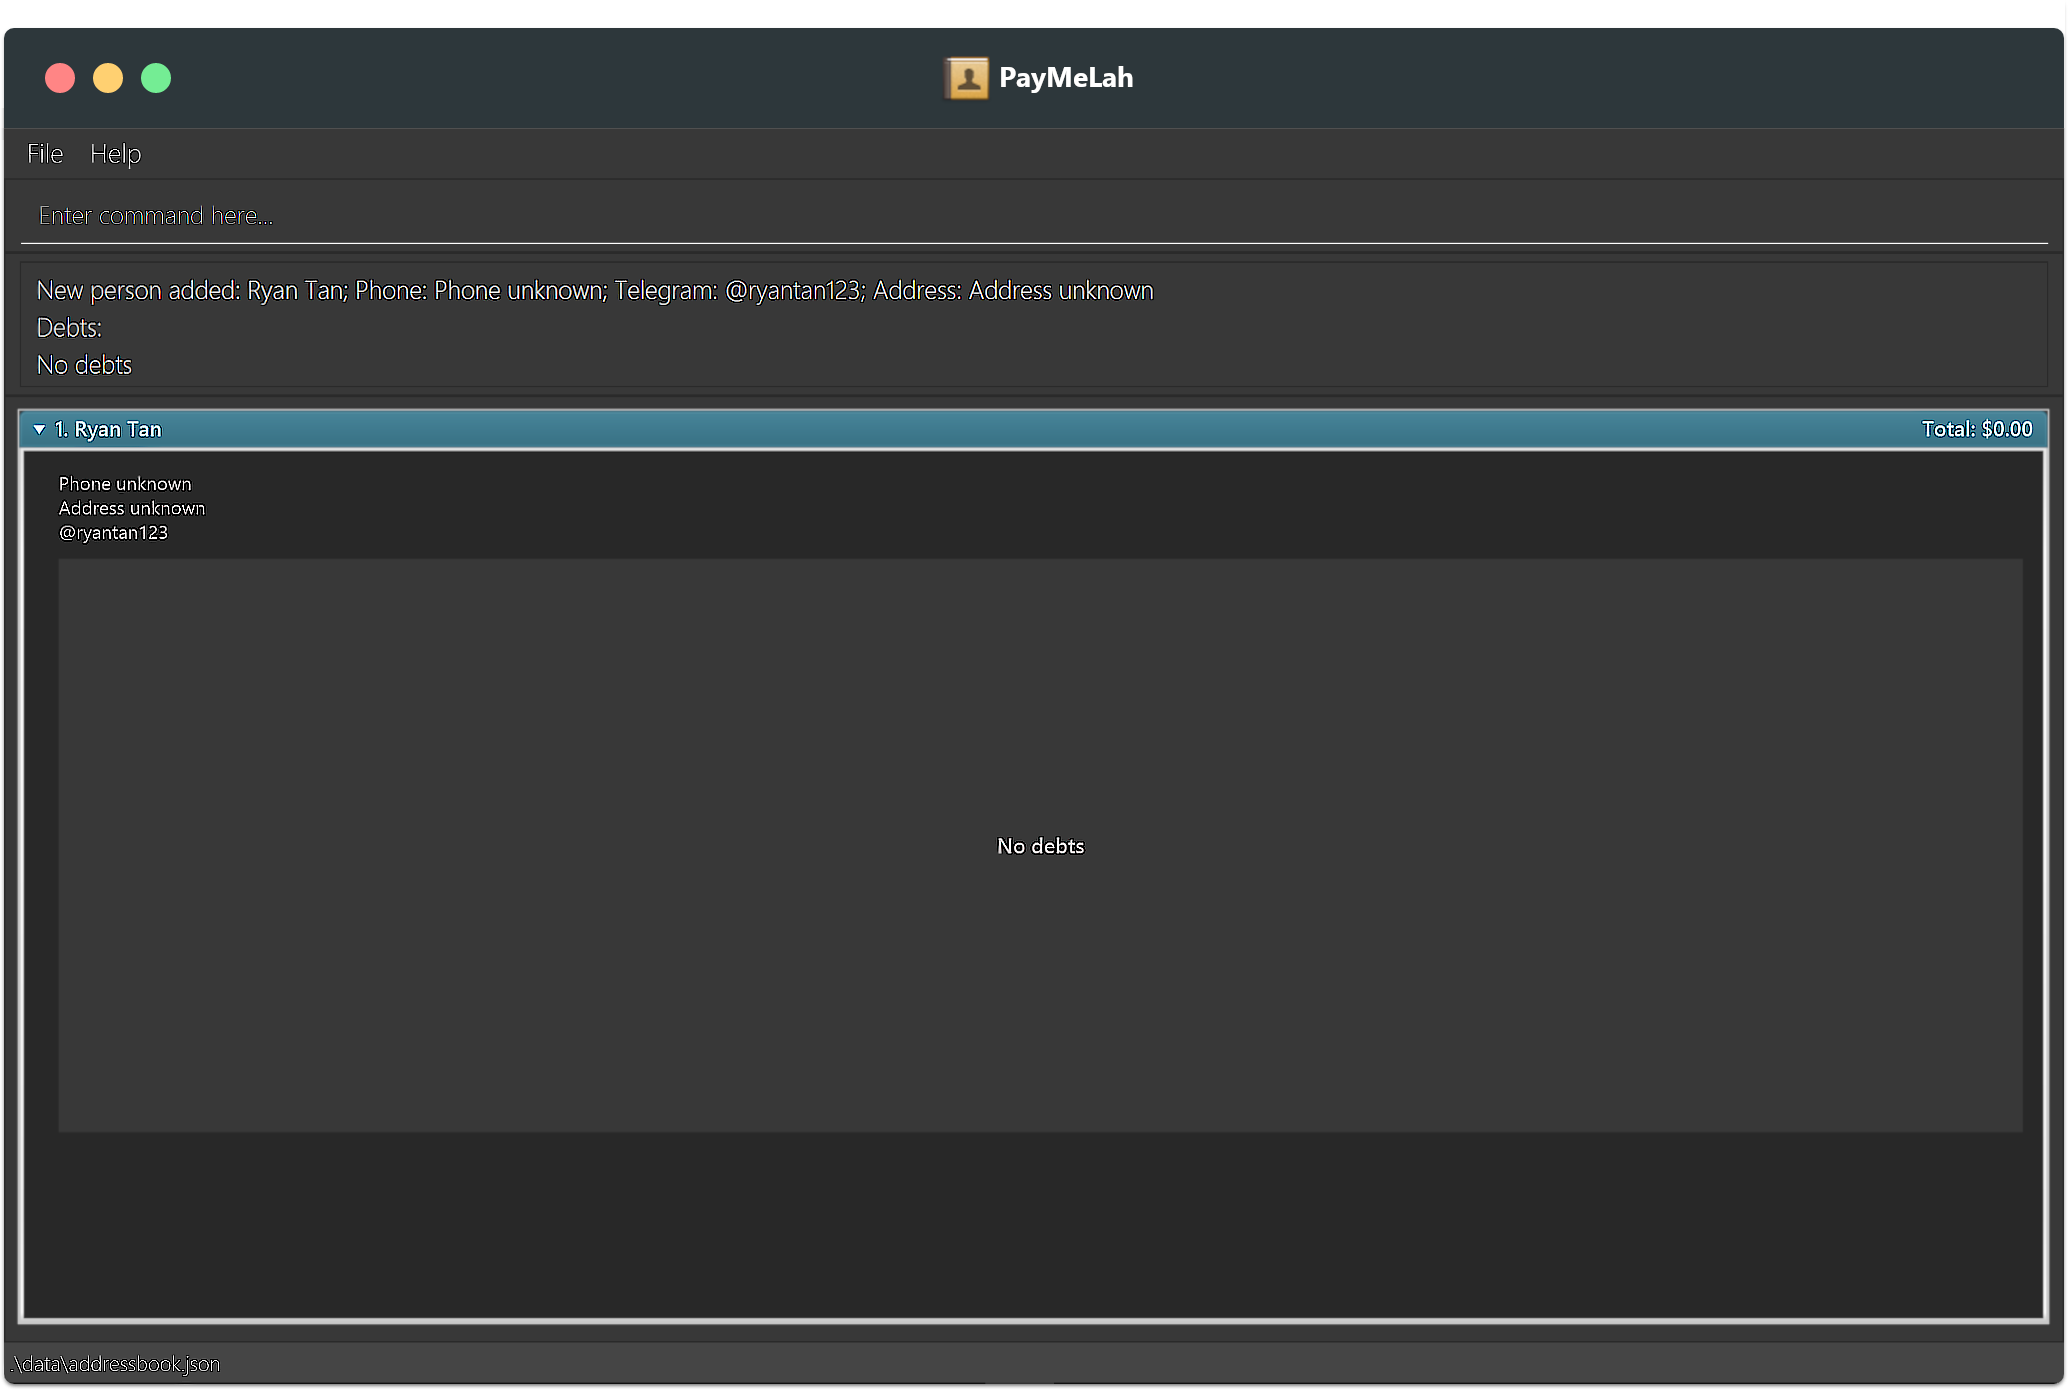 PayMeLah
File Help
Enter command here...
New person added: Ryan Tan; Phone: Phone unknown; Telegram: @ryantan123; Address: Address unknown
Debts:
No debts
1. Ryan Tan Total: $0.00
Phone unknown
Address unknown
@ryantan123
No debts
.\data\addressbook.json